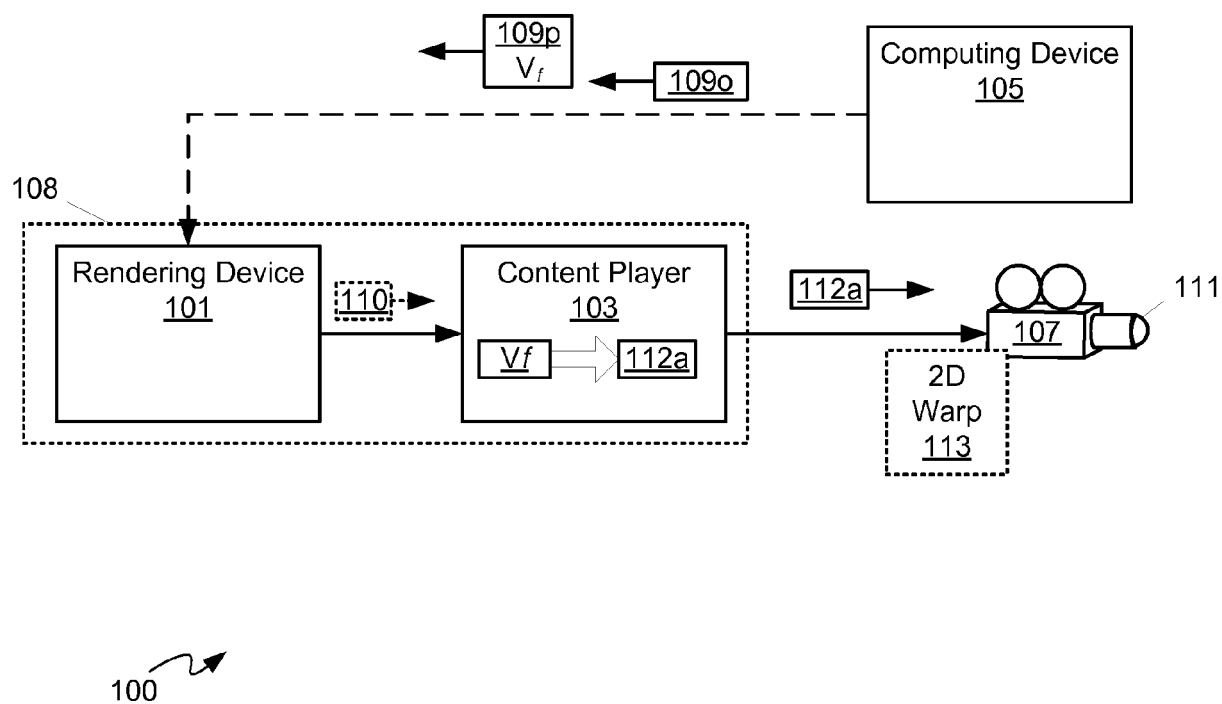 109p
Vf
109o
Computing Device
105
108
Rendering Device
101
110
Content Player
103
Vf
112a
112a
107
111
2D
Warp
113
100